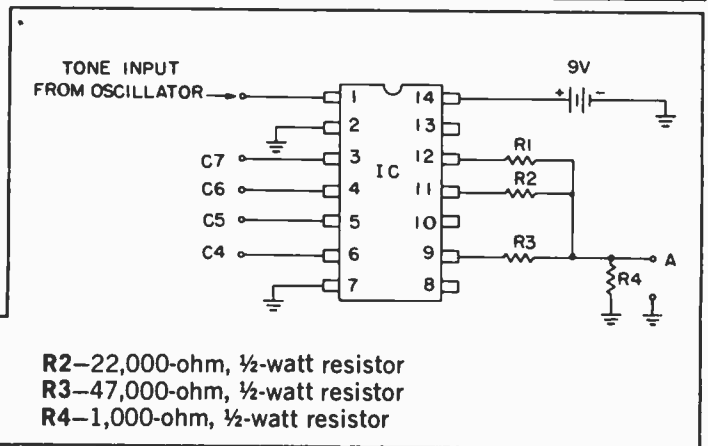 TONE INPUT
FROM OSCILLATOR
9V
+ -
1 14
2 13
C7 3 12 R1
IC
C6 4 11 R2
C5 5 10
C4 6 9 R3 A
R4
7 8
R2—22,000-ohm, ½-watt resistor
R3—47,000-ohm, ½-watt resistor
R4—1,000-ohm, ½-watt resistor